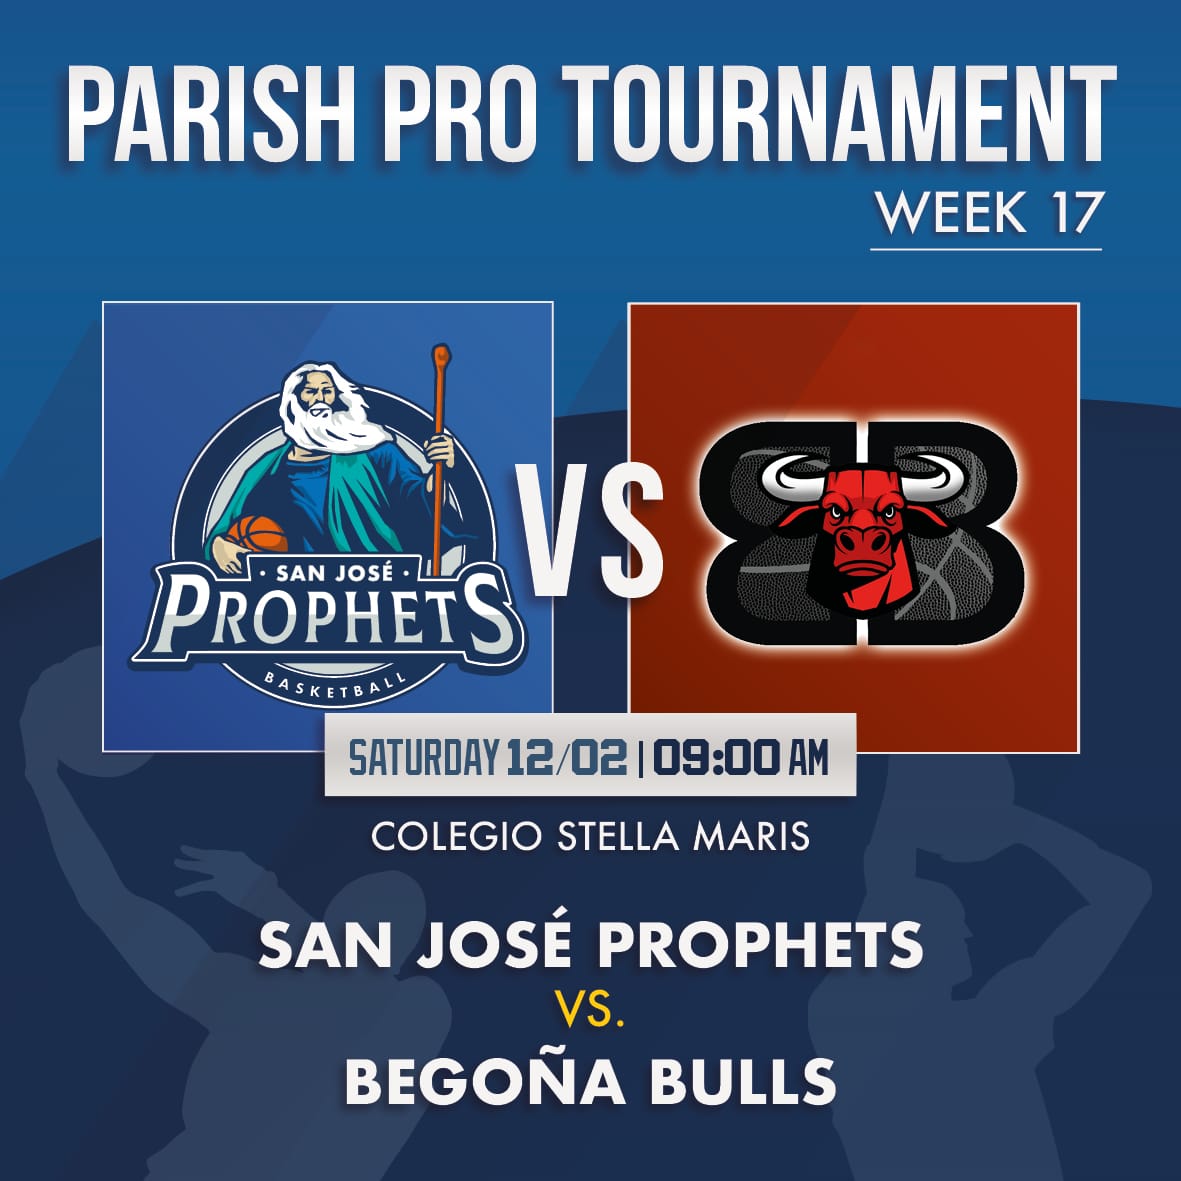 PARISH PRO TOURNAMENT
WEEK 17
· SAN JOSÉ ·
PROPHETS
BASKETBALL
VS
BB
SATURDAY 12/02 | 09:00 AM
COLEGIO STELLA MARIS
SAN JOSÉ PROPHETS
VS.
BEGOÑA BULLS